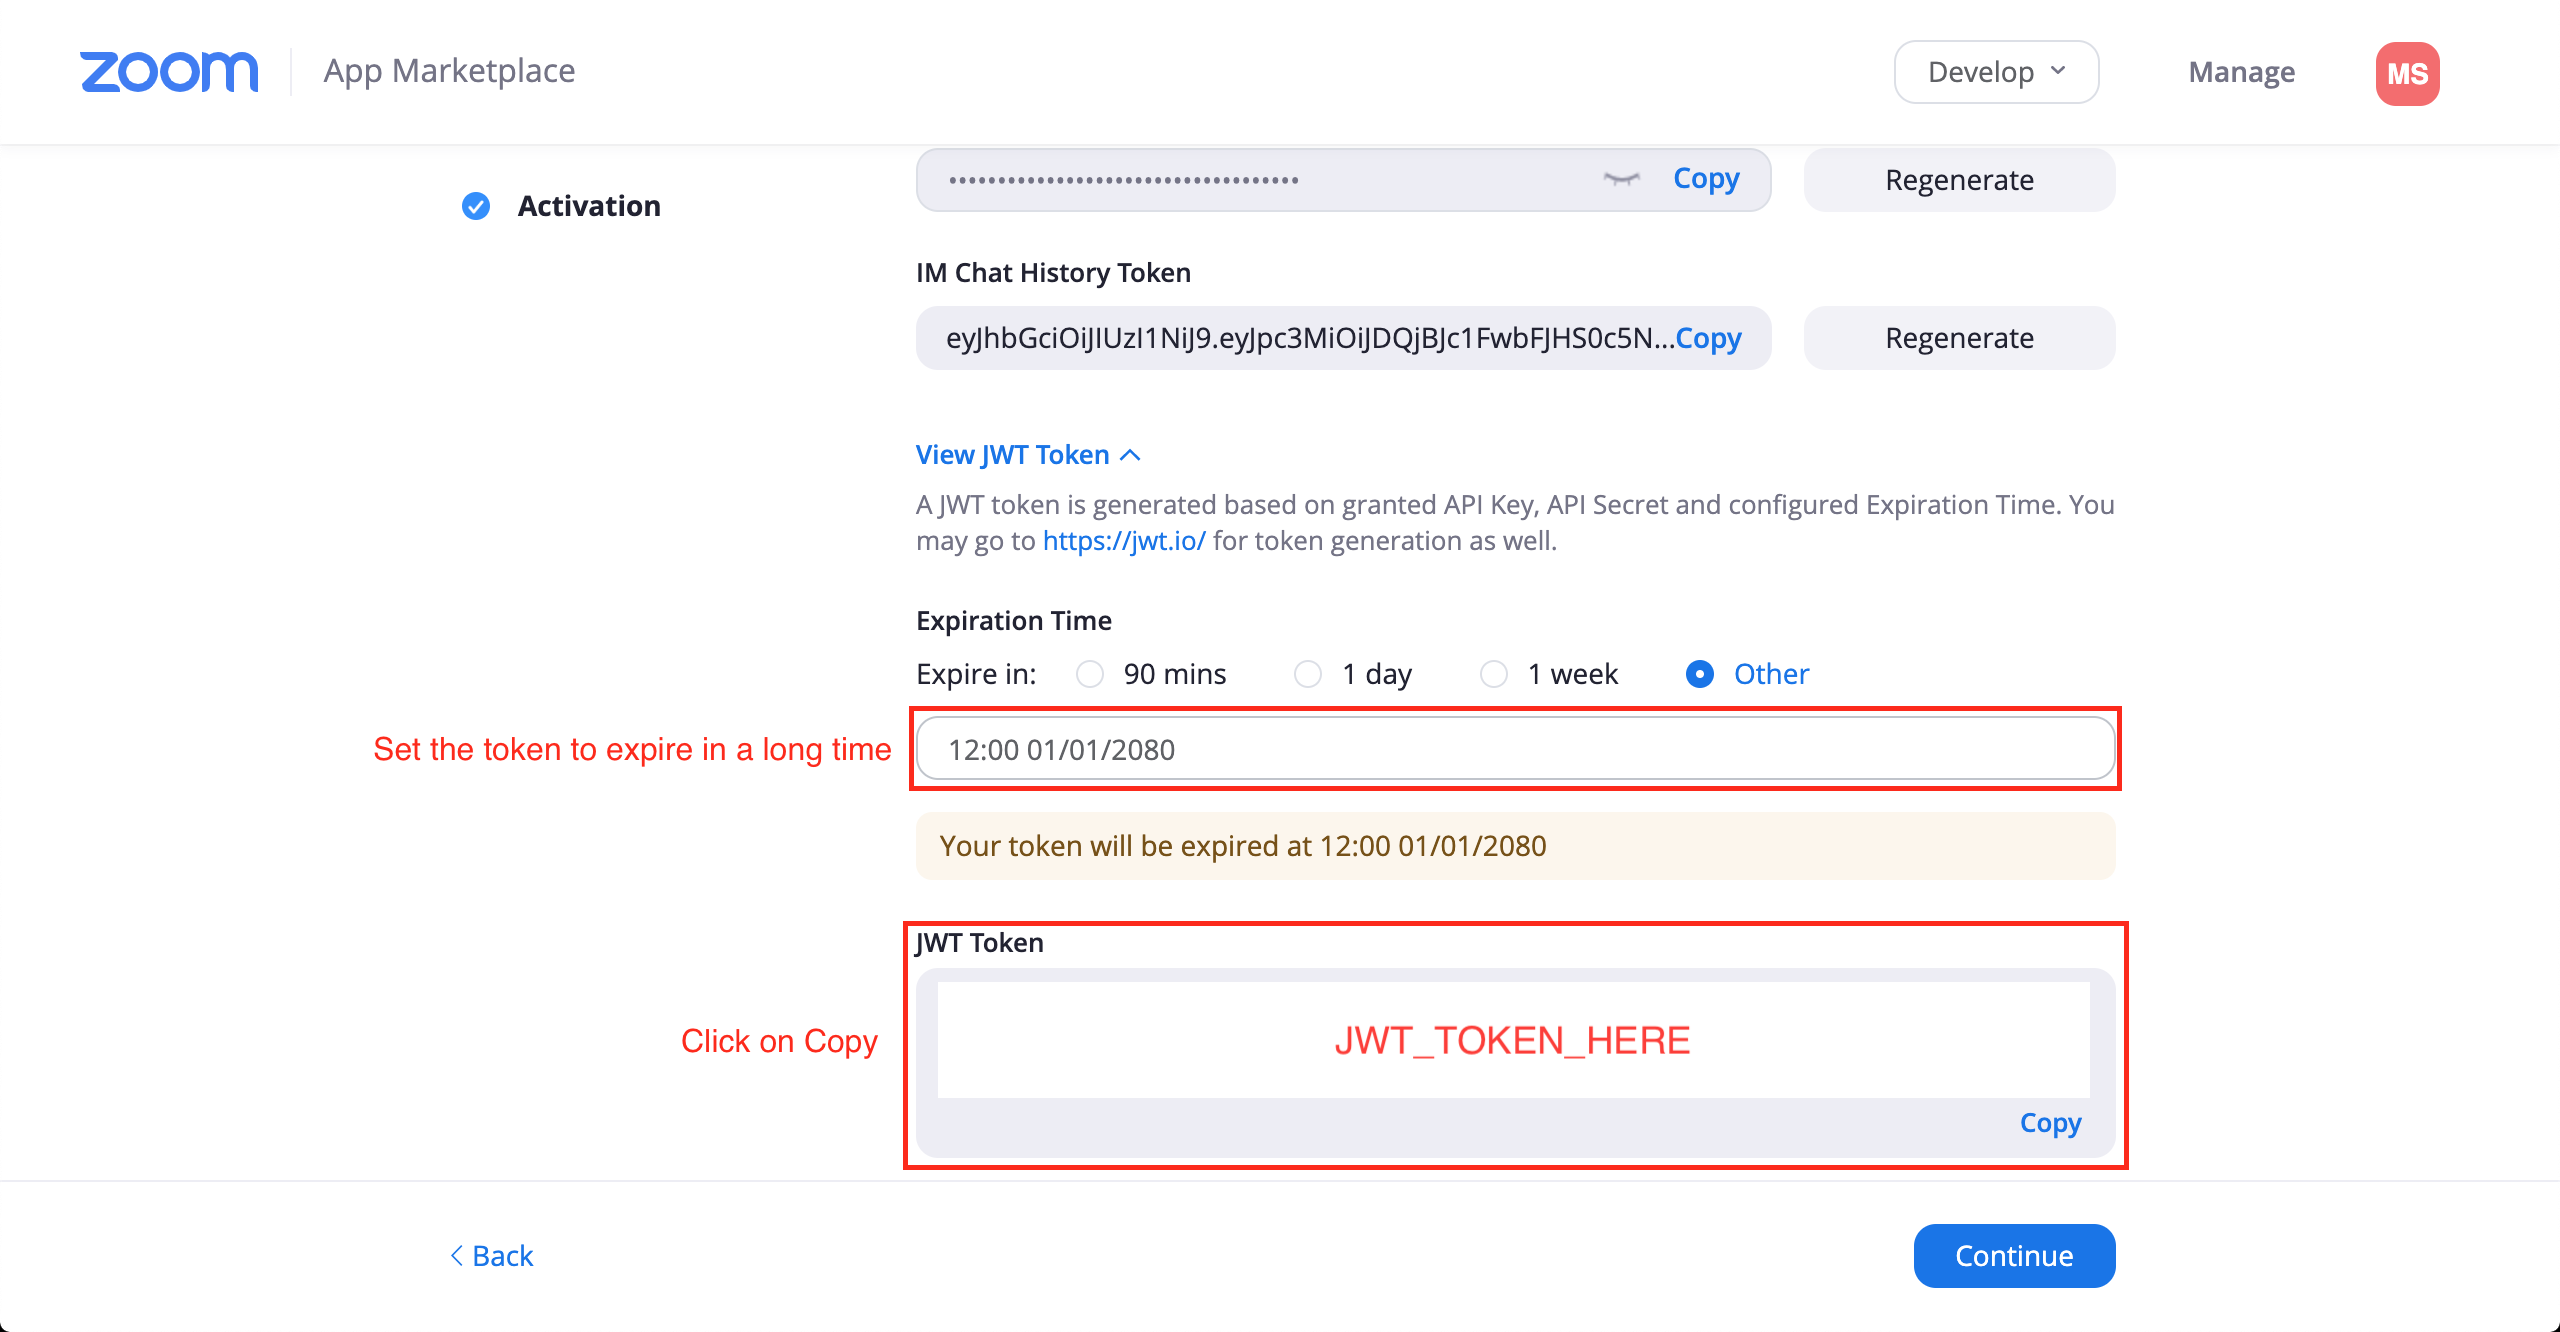 zoom App Marketplace Develop Manage MS
•••••••••••••••••••••••••••••••••••• Copy Regenerate
Activation
IM Chat History Token
eyJhbGciOiJIUzI1NiJ9.eyJpc3MiOiJDQjBJc1FwbFJHS0c5N... Copy Regenerate
View JWT Token
A JWT token is generated based on granted API Key, API Secret and configured Expiration Time. You
may go to https://jwt.io/ for token generation as well.
Expiration Time
Expire in: 90 mins 1 day 1 week Other
Set the token to expire in a long time 12:00 01/01/2080
Your token will be expired at 12:00 01/01/2080
JWT Token
Click on Copy JWT_TOKEN_HERE
Copy
< Back Continue